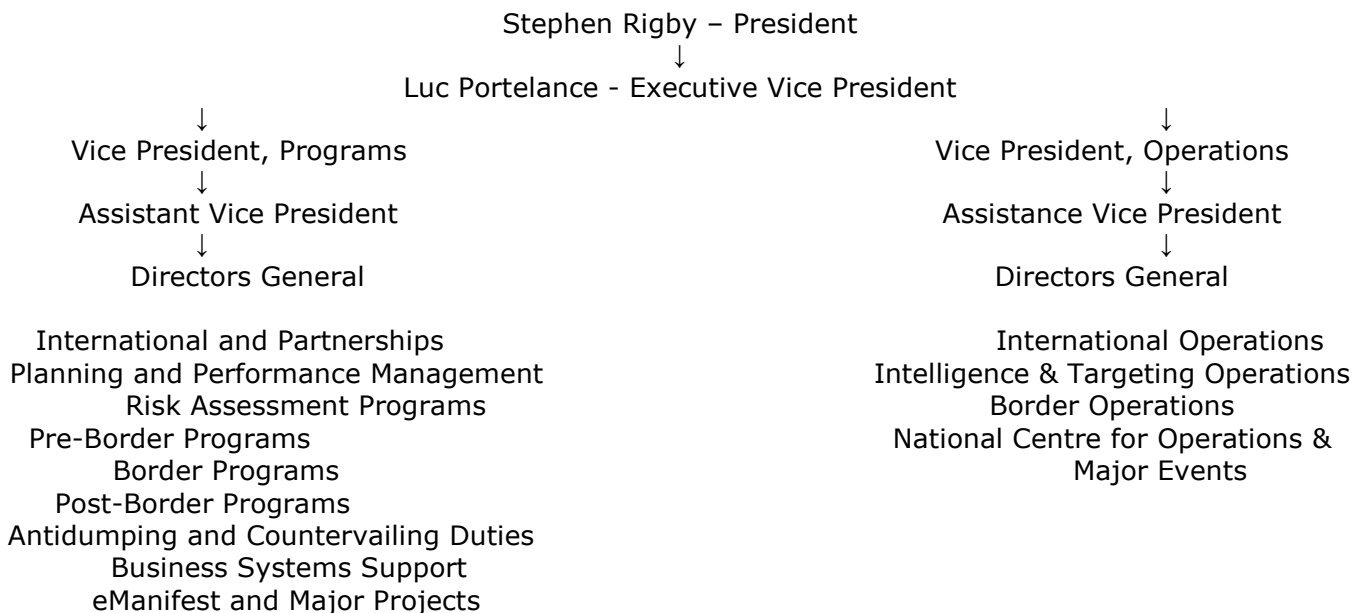 Stephen Rigby – President
↓
Luc Portelance - Executive Vice President
↓ ↓
Vice President, Programs Vice President, Operations
↓ ↓
Assistant Vice President Assistance Vice President
↓ ↓
Directors General Directors General
International and Partnerships International Operations
Planning and Performance Management Intelligence & Targeting Operations
Risk Assessment Programs Border Operations
Pre-Border Programs National Centre for Operations &
Border Programs Major Events
Post-Border Programs
Antidumping and Countervailing Duties
Business Systems Support
eManifest and Major Projects